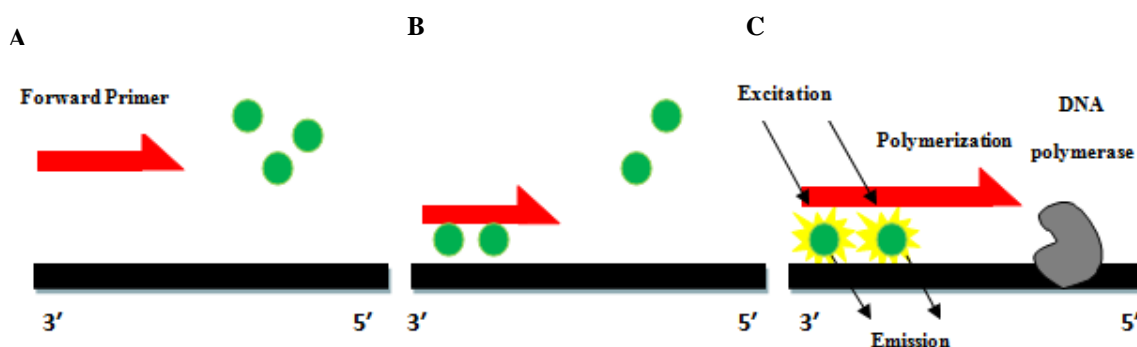 A
B
C
Forward Primer
Excitation
DNA
polymerase
Polymerization
3′
5′
3′
5′
3′
5′
Emission